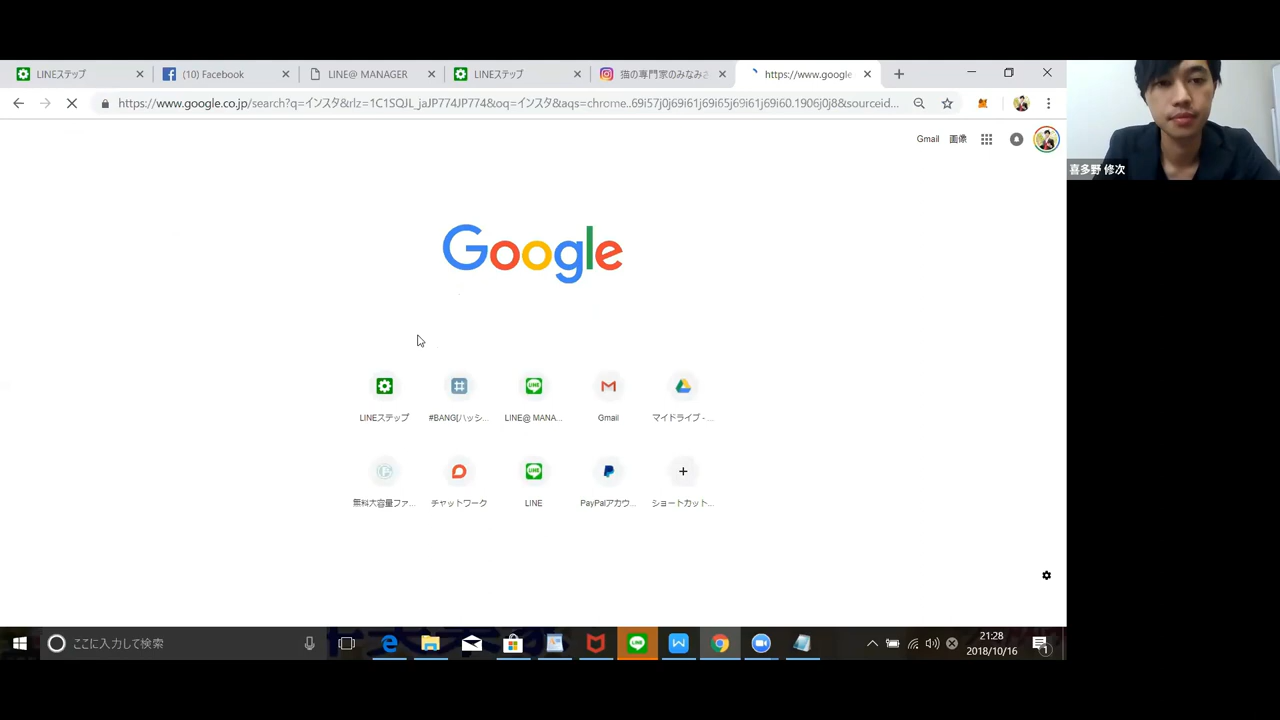 LINEステップ
(10) Facebook
LINE@ MANAGER
LINEステップ
猫の専門家のみなみさ
https://www.google
https://www.google.co.jp/search?q=インスタ&rlz=1C1SQJL_jaJP774JP774&oq=インスタ&aqs=chrome..69i57j0j69i61j69i65j69i61j69i60.1906j0j8&sourceid...
Gmail
画像
喜多野 修次
Google
LINEステップ
#BANG[ハッシ...
LINE@ MANA...
Gmail
マイドライブ - ...
無料大容量ファ...
チャットワーク
LINE
PayPalアカウ...
ショートカット...
ここに入力して検索
21:28
2018/10/16
1